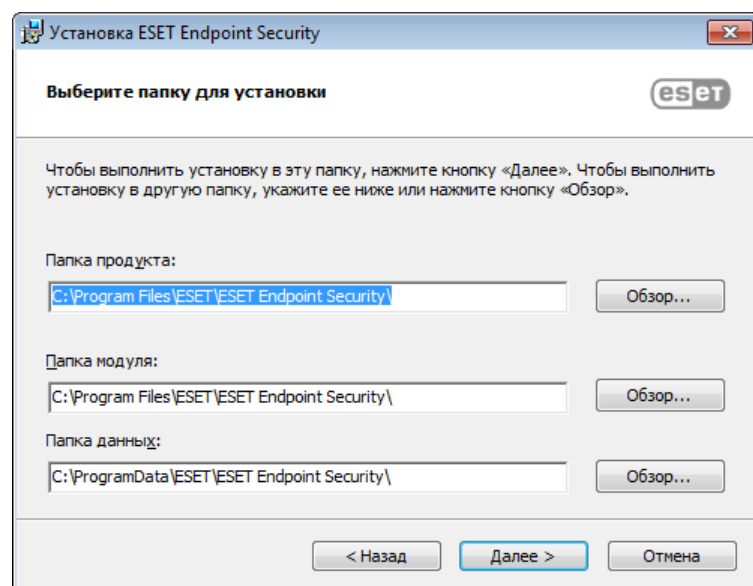 Установка ESET Endpoint Security
Выберите папку для установки
eseT
Чтобы выполнить установку в эту папку, нажмите кнопку «Далее». Чтобы выполнить
установку в другую папку, укажите ее ниже или нажмите кнопку «Обзор».
Папка продукта:
C:\Program Files\ESET\ESET Endpoint Security\
Обзор...
Папка модуля:
C:\Program Files\ESET\ESET Endpoint Security\
Обзор...
Папка данных:
C:\ProgramData\ESET\ESET Endpoint Security\
Обзор...
< Назад
Далее >
Отмена